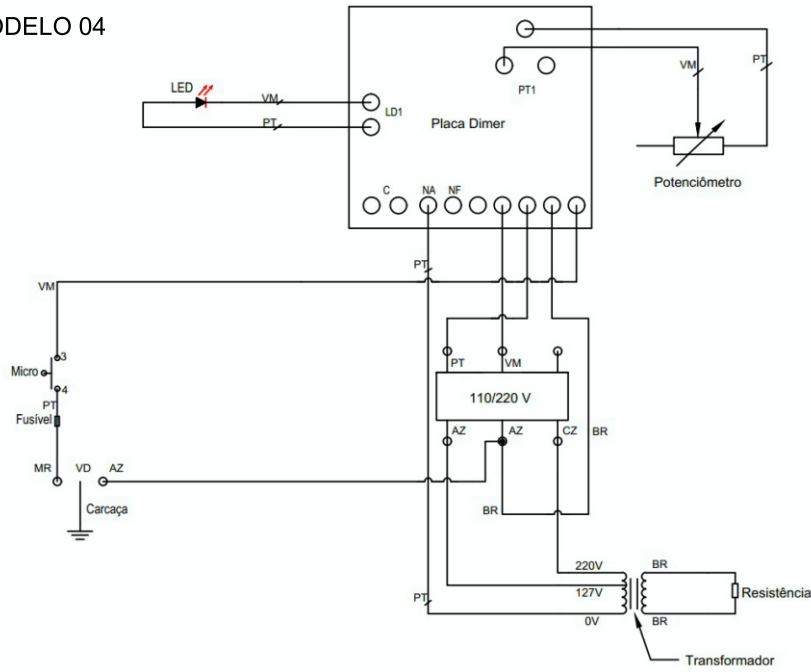 ODELO 04
LED
VM
PT
LD1
PT1
Placa Dimer
VM
PT
Potenciômetro
C
NA
NF
PT
VM
3
Micro
4
PT
Fusível
MR
VD
AZ
Carcaça
PT
VM
110/220 V
AZ
AZ
CZ
BR
BR
220V
127V
0V
PT
BR
BR
Resistência
Transformador